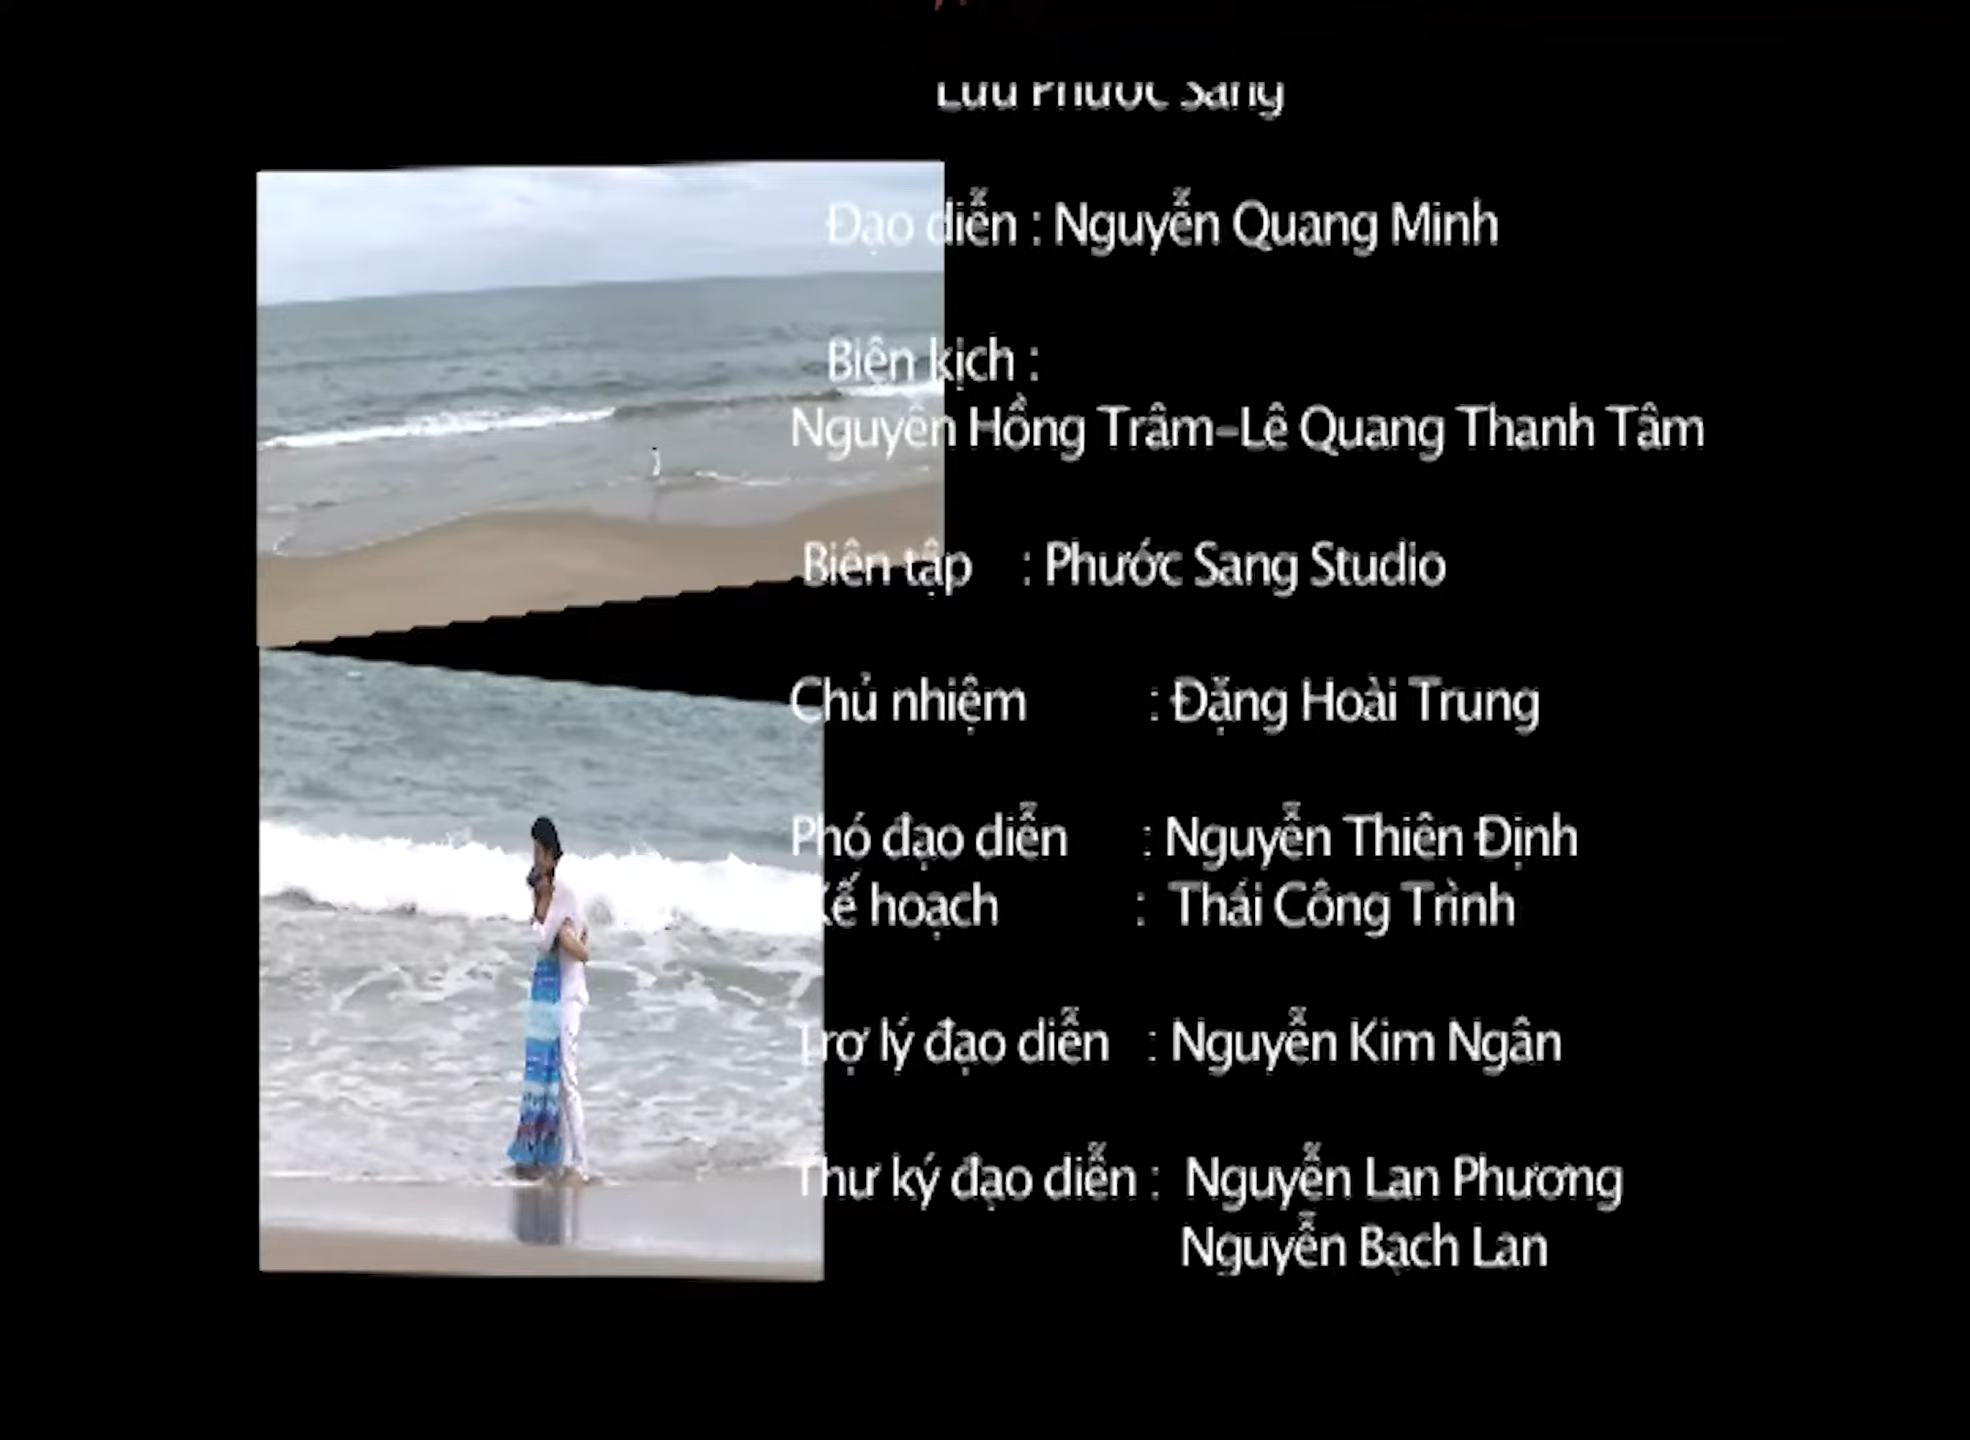 Lưu Phước Sang
Đạo diễn : Nguyễn Quang Minh
Biên kịch :
Nguyễn Hồng Trâm-Lê Quang Thanh Tâm
Biên tập : Phước Sang Studio
Chủ nhiệm : Đặng Hoài Trung
Phó đạo diễn : Nguyễn Thiên Định
Kế hoạch : Thái Công Trình
Trợ lý đạo diễn : Nguyễn Kim Ngân
Thư ký đạo diễn : Nguyễn Lan Phương
Nguyễn Bạch Lan